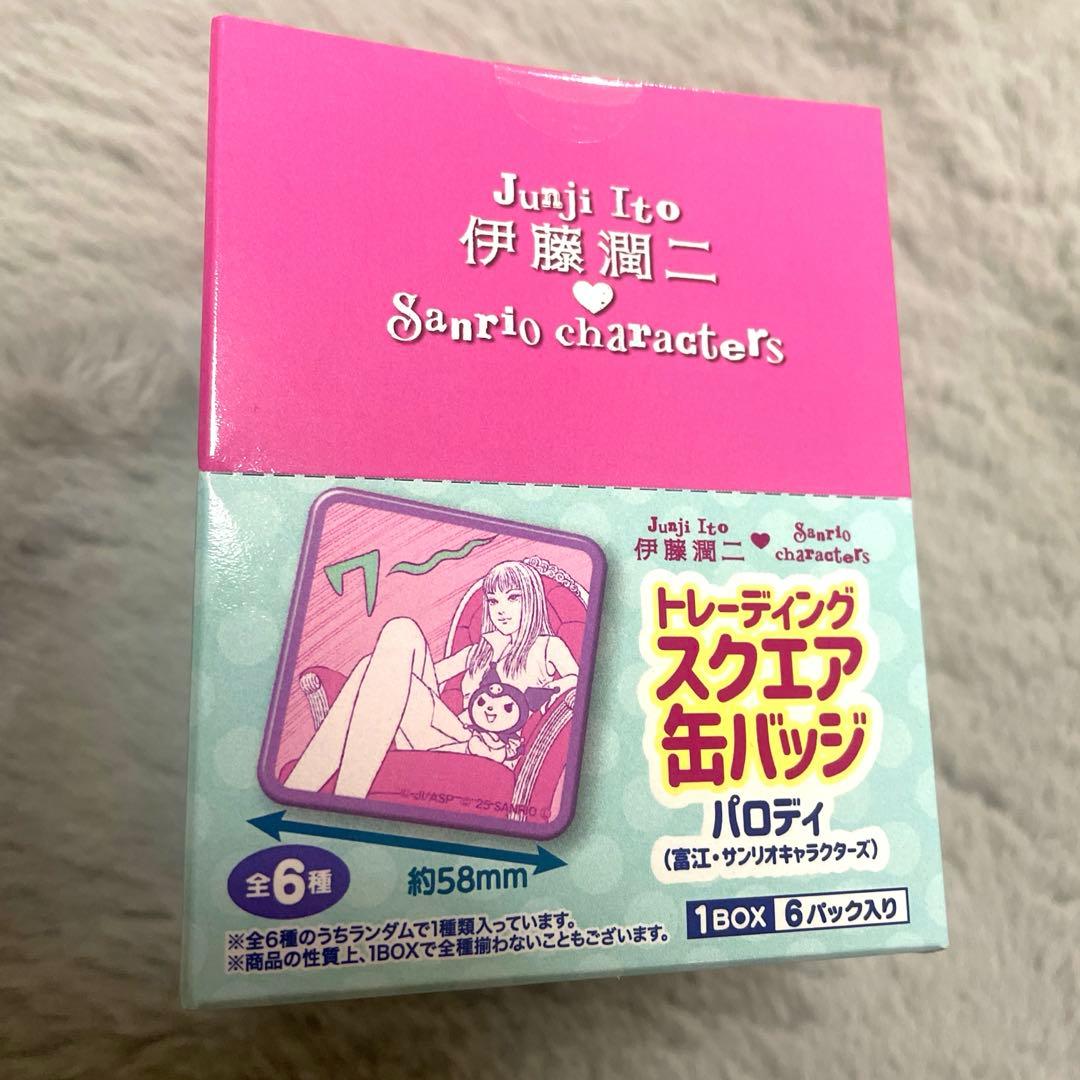 Junji Ito
伊藤潤二
Sanrio characters
Junji Ito
伊藤潤二
Sanrio
characters
トレーディング
スクエア
缶バッジ
パロディ
(富江・サンリオキャラクターズ)
ワー
© JI/ASP © '25 SANRIO Ⓛ
約58mm
全6種
1BOX 6パック入り
※全6種のうちランダムで1種類入っています。
※商品の性質上、1BOXで全種揃わないこともございます。